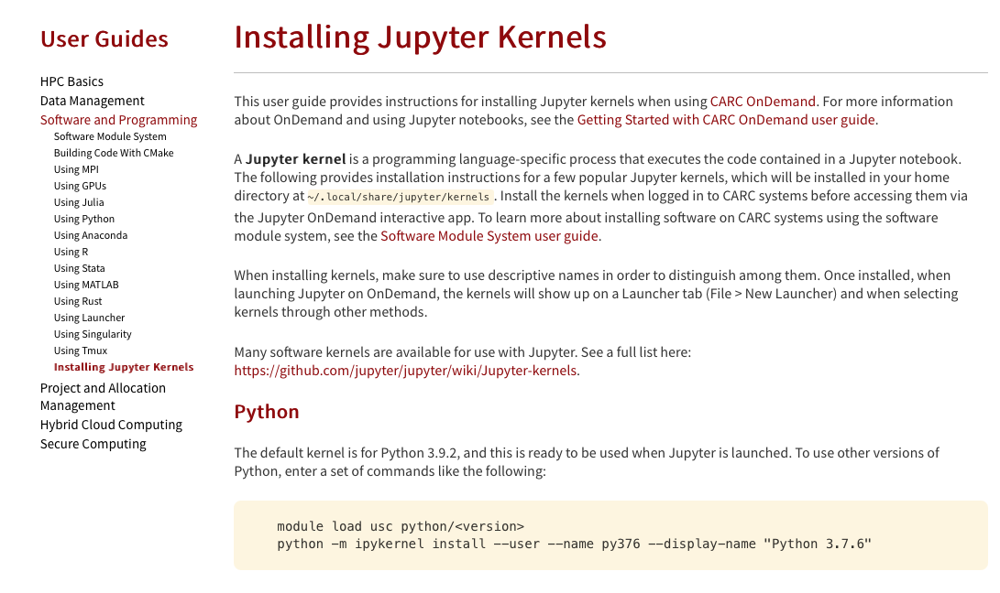 User Guides
HPC Basics
Data Management
Software and Programming
Software Module System
Building Code With CMake
Using MPI
Using GPUs
Using Julia
Using Python
Using Anaconda
Using R
Using Stata
Using MATLAB
Using Rust
Using Launcher
Using Singularity
Using Tmux
Installing Jupyter Kernels
Project and Allocation
Management
Hybrid Cloud Computing
Secure Computing
Installing Jupyter Kernels
This user guide provides instructions for installing Jupyter kernels when using CARC OnDemand. For more information
about OnDemand and using Jupyter notebooks, see the Getting Started with CARC OnDemand user guide.
A Jupyter kernel is a programming language-specific process that executes the code contained in a Jupyter notebook.
The following provides installation instructions for a few popular Jupyter kernels, which will be installed in your home
directory at ~/.local/share/jupyter/kernels . Install the kernels when logged in to CARC systems before accessing them via
the Jupyter OnDemand interactive app. To learn more about installing software on CARC systems using the software
module system, see the Software Module System user guide.
When installing kernels, make sure to use descriptive names in order to distinguish among them. Once installed, when
launching Jupyter on OnDemand, the kernels will show up on a Launcher tab (File > New Launcher) and when selecting
kernels through other methods.
Many software kernels are available for use with Jupyter. See a full list here:
https://github.com/jupyter/jupyter/wiki/Jupyter-kernels.
Python
The default kernel is for Python 3.9.2, and this is ready to be used when Jupyter is launched. To use other versions of
Python, enter a set of commands like the following:
module load usc python/<version>
python -m ipykernel install --user --name py376 --display-name "Python 3.7.6"